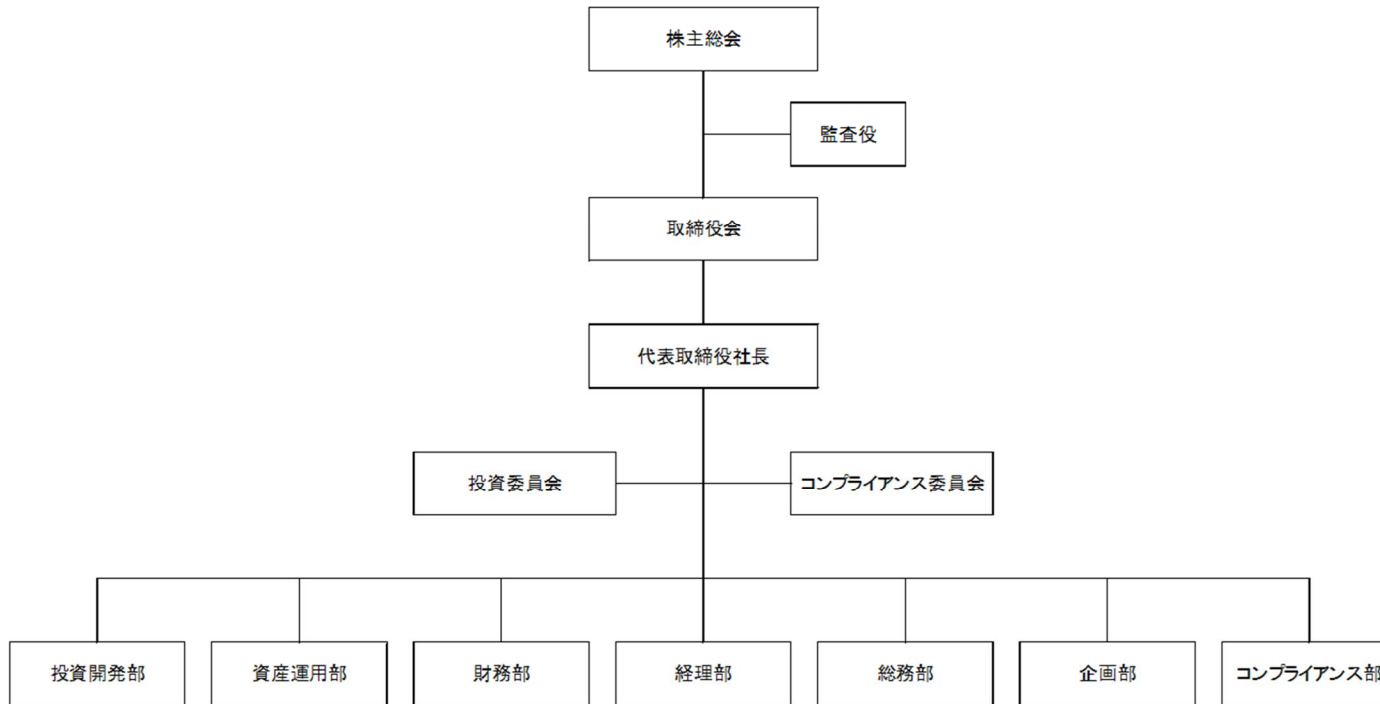 株主総会
監査役
取締役会
代表取締役社長
投資委員会
コンプライアンス委員会
投資開発部
資産運用部
財務部
経理部
総務部
企画部
コンプライアンス部